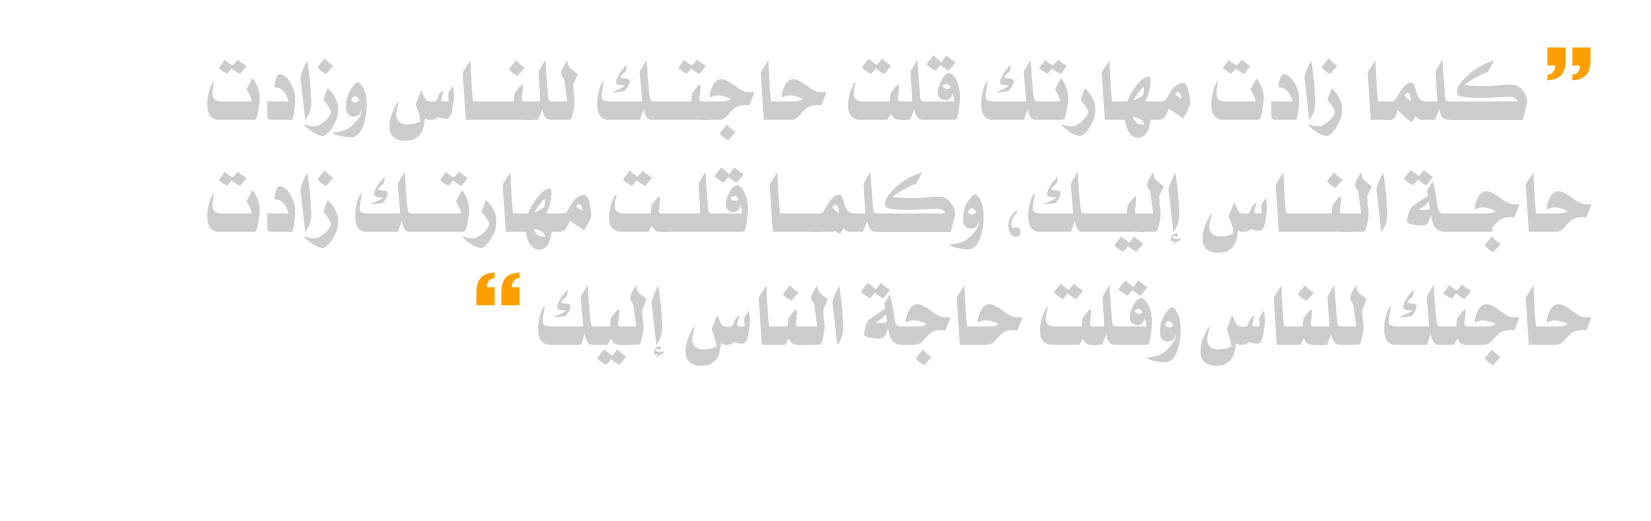 ” كلما زادت مهارتك قلت حاجتـك للنـاس وزادت
حاجـة النـاس إليـك، وكلمـا قلـت مهارتـك زادت
حاجتك للناس وقلت حاجة الناس إليك “